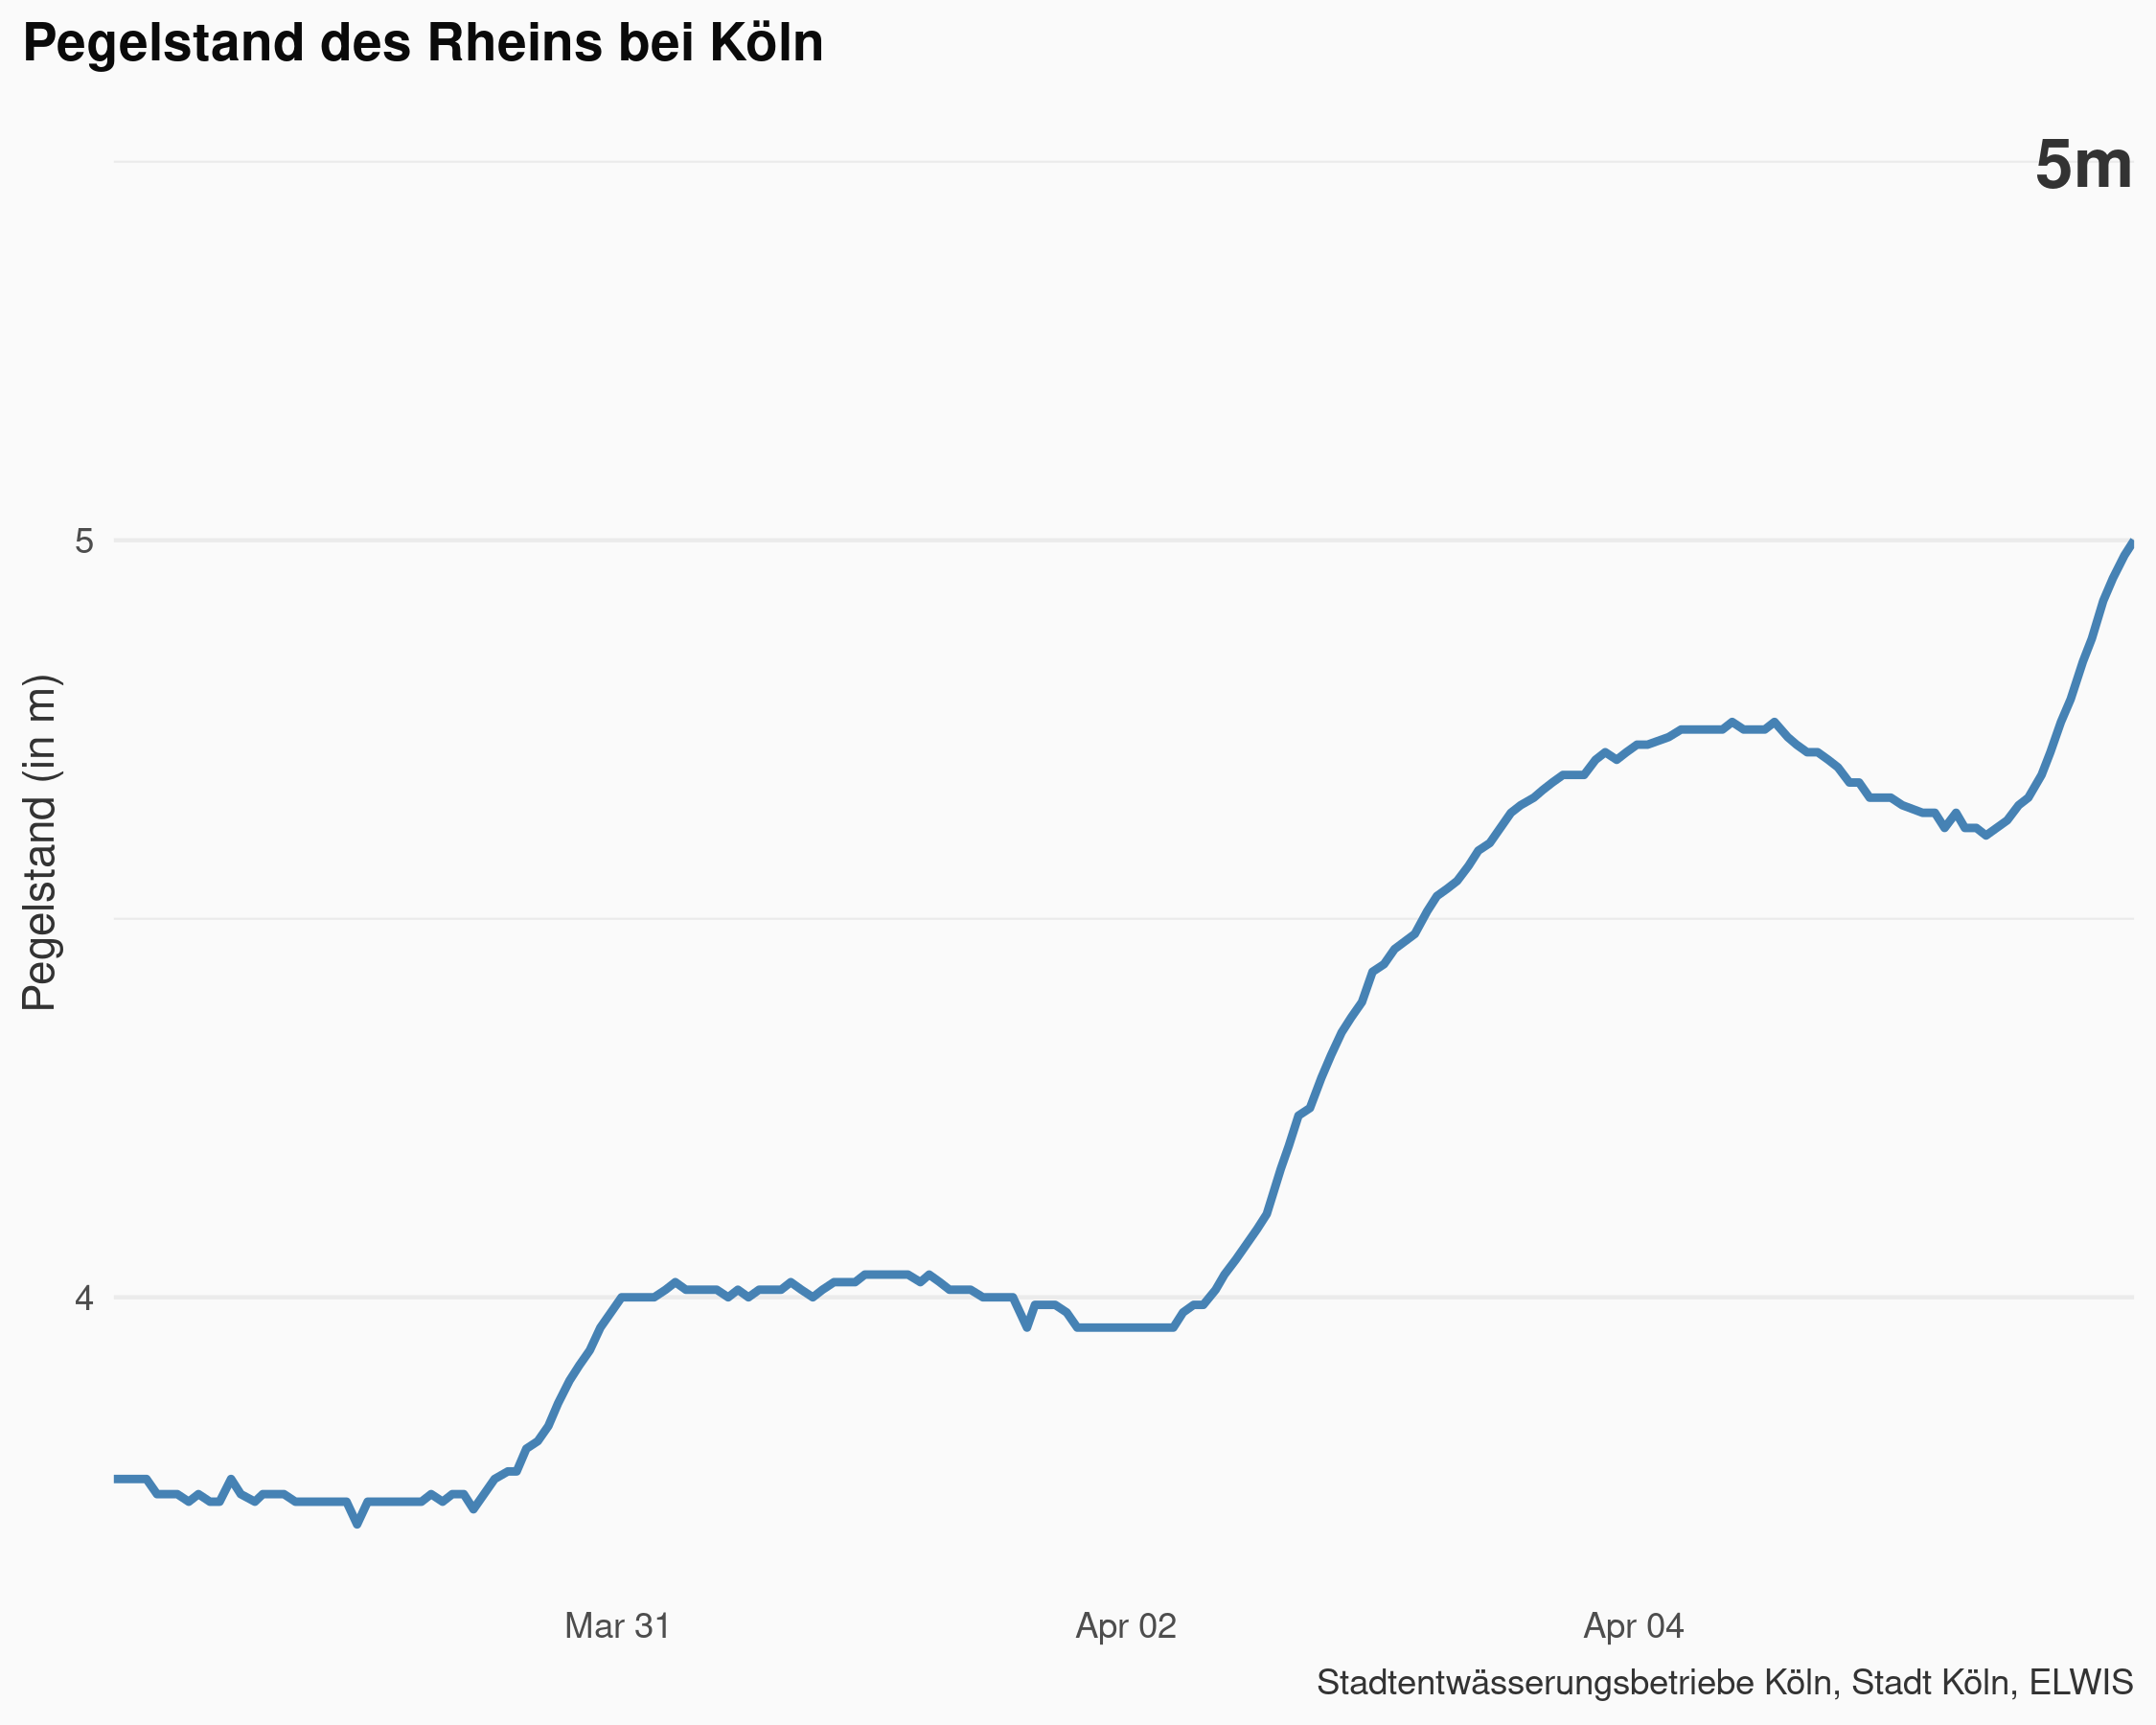 Pegelstand des Rheins bei Köln
5m
5
Pegelstand (in m)
4
Mar 31
Apr 02
Apr 04
Stadtentwässerungsbetriebe Köln, Stadt Köln, ELWIS